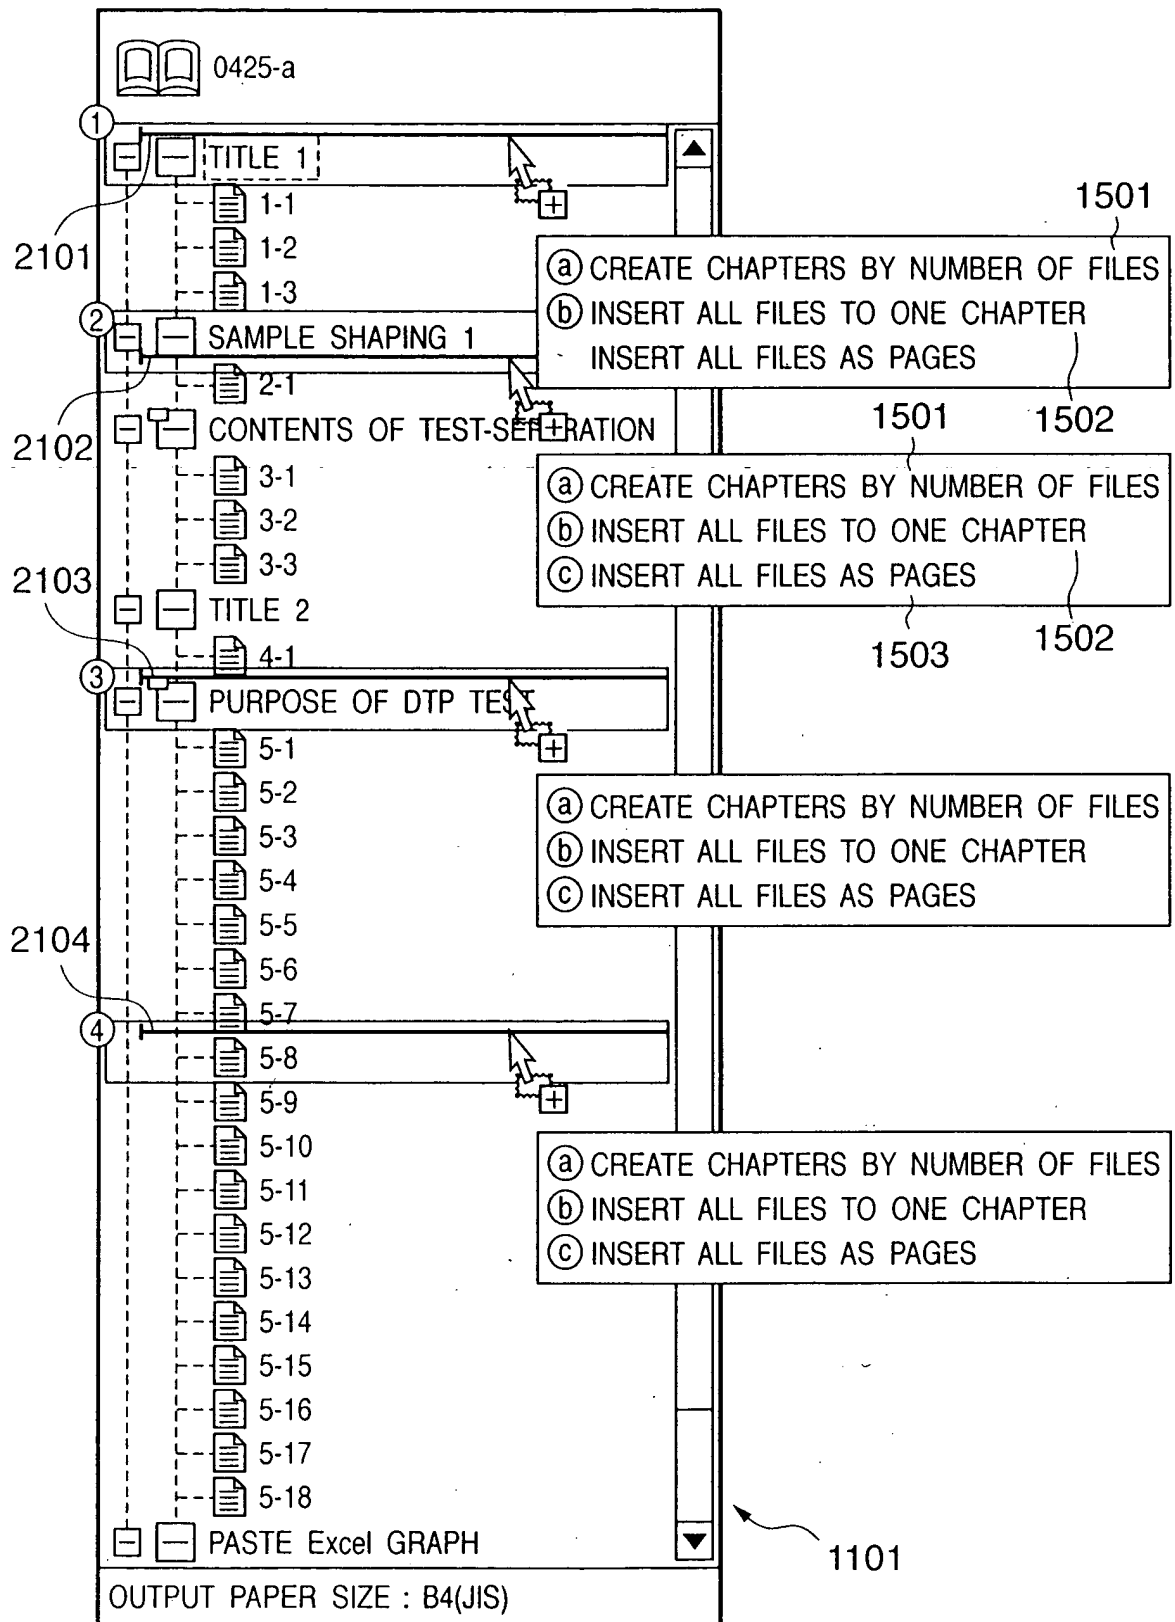 0425-a
①
TITLE 1
1-1
1-2
1-3
2101
②
SAMPLE SHAPING 1
2-1
2102
CONTENTS OF TEST-SE
RATION
3-1
3-2
3-3
2103
TITLE 2
4-1
③
PURPOSE OF DTP TEST
5-1
5-2
5-3
5-4
5-5
5-6
5-7
2104
④
5-8
5-9
5-10
5-11
5-12
5-13
5-14
5-15
5-16
5-17
5-18
PASTE Excel GRAPH
OUTPUT PAPER SIZE : B4(JIS)
1501
ⓐ CREATE CHAPTERS BY NUMBER OF FILES
ⓑ INSERT ALL FILES TO ONE CHAPTER
INSERT ALL FILES AS PAGES
1501
1502
ⓐ CREATE CHAPTERS BY NUMBER OF FILES
ⓑ INSERT ALL FILES TO ONE CHAPTER
ⓒ INSERT ALL FILES AS PAGES
1503
1502
ⓐ CREATE CHAPTERS BY NUMBER OF FILES
ⓑ INSERT ALL FILES TO ONE CHAPTER
ⓒ INSERT ALL FILES AS PAGES
ⓐ CREATE CHAPTERS BY NUMBER OF FILES
ⓑ INSERT ALL FILES TO ONE CHAPTER
ⓒ INSERT ALL FILES AS PAGES
1101